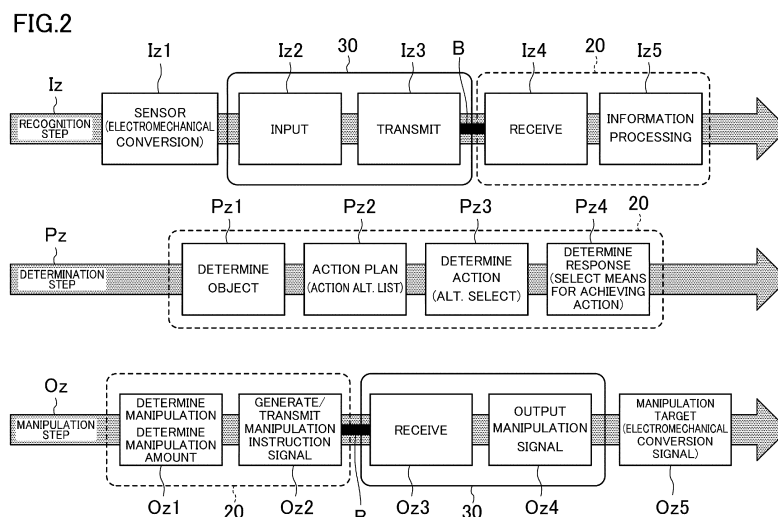 FIG.2
Iz1
Iz2
30
Iz3
B
Iz4
20
Iz5
Iz
RECOGNITION
STEP
SENSOR
(ELECTROMECHANICAL
CONVERSION)
INPUT
TRANSMIT
RECEIVE
INFORMATION
PROCESSING
Pz1
Pz2
Pz3
Pz4
20
Pz
DETERMINATION
STEP
DETERMINE
OBJECT
ACTION PLAN
(ACTION ALT. LIST)
DETERMINE
ACTION
(ALT. SELECT)
DETERMINE
RESPONSE
(SELECT MEANS
FOR ACHIEVING
ACTION)
Oz
MANIPULATION
STEP
DETERMINE
MANIPULATION
DETERMINE
MANIPULATION
AMOUNT
GENERATE/
TRANSMIT
MANIPULATION
INSTRUCTION
SIGNAL
RECEIVE
OUTPUT
MANIPULATION
SIGNAL
MANIPULATION
TARGET
(ELECTROMECHANICAL
CONVERSION
SIGNAL)
Oz1
20
Oz2
B
Oz3
30
Oz4
Oz5